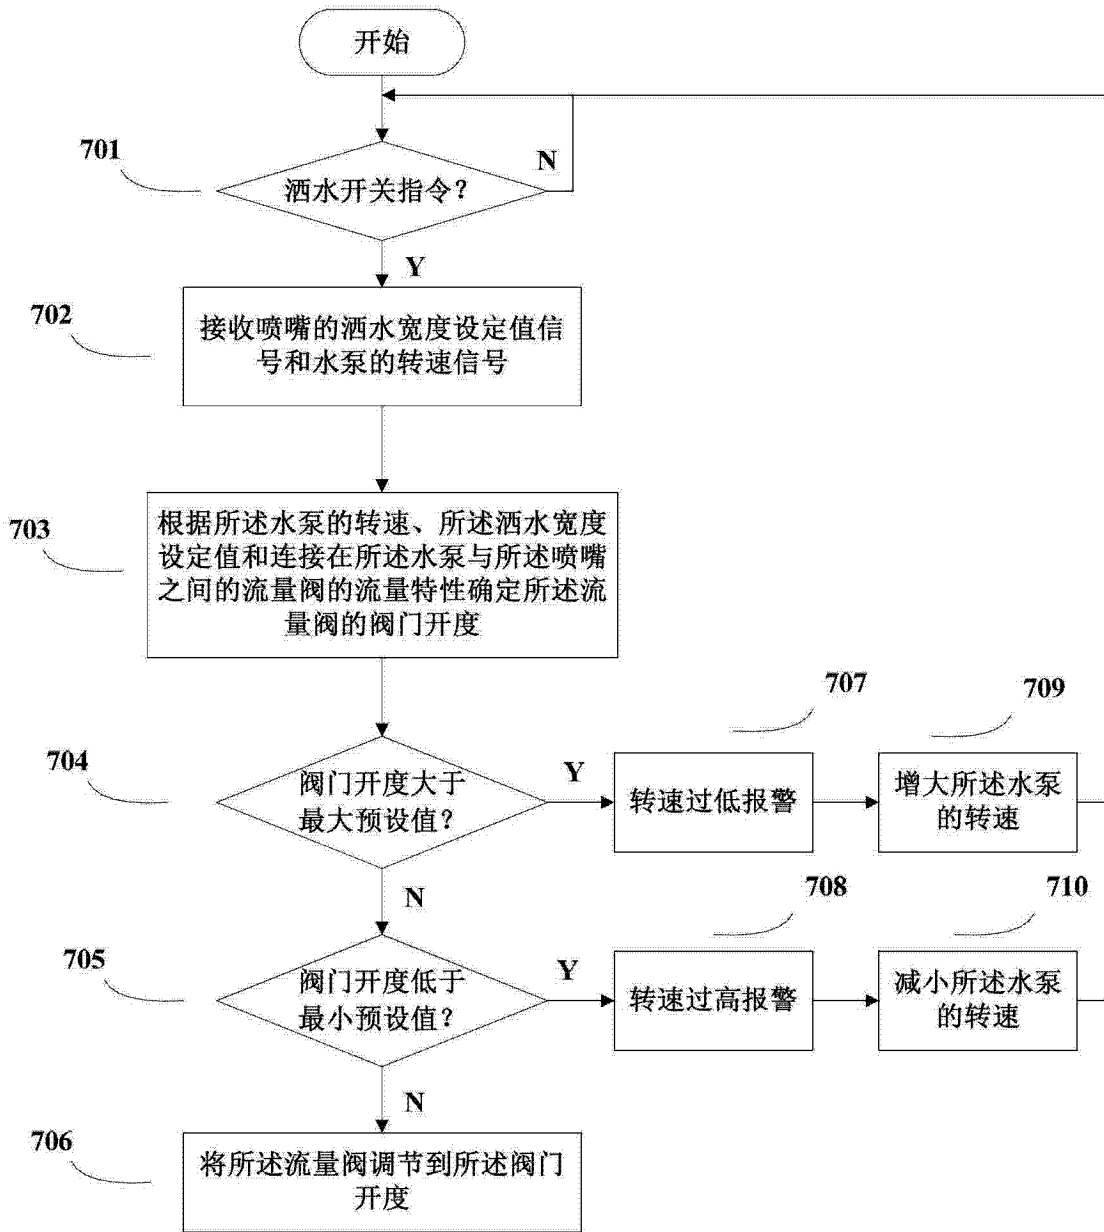 开始
701
洒水开关指令?
N
Y
702
接收喷嘴的洒水宽度设定值信
号和水泵的转速信号
703
根据所述水泵的转速、所述洒水宽度
设定值和连接在所述水泵与所述喷嘴
之间的流量阀的流量特性确定所述流
量阀的阀门开度
704
阀门开度大于
最大预设值?
Y
707
转速过低报警
709
增大所述水泵
的转速
N
705
阀门开度低于
最小预设值?
Y
708
转速过高报警
710
减小所述水泵
的转速
N
706
将所述流量阀调节到所述阀门
开度